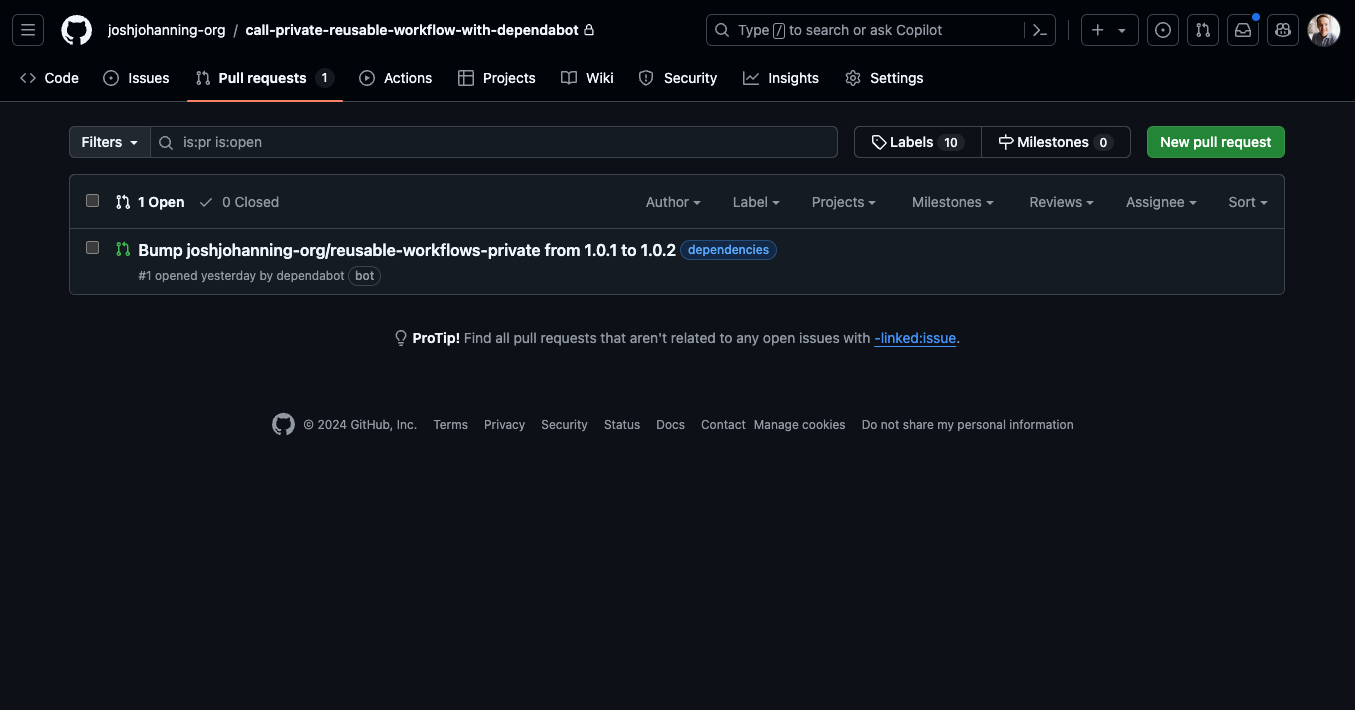 joshjohanning-org / call-private-reusable-workflow-with-dependabot Type / to search or ask Copilot
Code Issues Pull requests 1 Actions Projects Wiki Security Insights Settings
Filters is:pr is:open Labels 10 Milestones 0 New pull request
1 Open 0 Closed Author Label Projects Milestones Reviews Assignee Sort
Bump joshjohanning-org/reusable-workflows-private from 1.0.1 to 1.0.2 dependencies
#1 opened yesterday by dependabot bot
ProTip! Find all pull requests that aren't related to any open issues with -linked:issue.
© 2024 GitHub, Inc. Terms Privacy Security Status Docs Contact Manage cookies Do not share my personal information